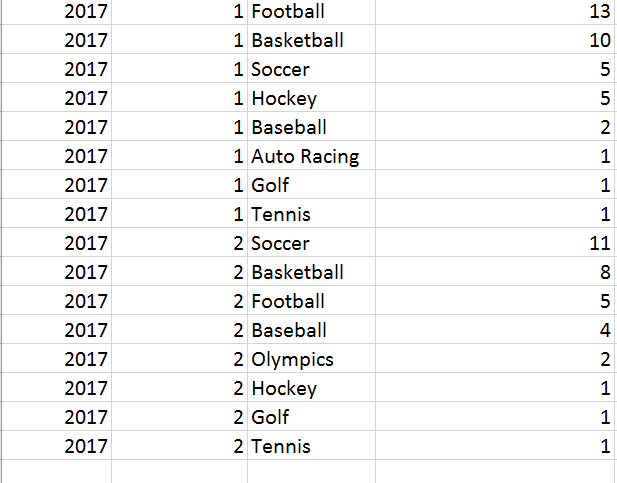 2017 1 Football 13
2017 1 Basketball 10
2017 1 Soccer 5
2017 1 Hockey 5
2017 1 Baseball 2
2017 1 Auto Racing 1
2017 1 Golf 1
2017 1 Tennis 1
2017 2 Soccer 11
2017 2 Basketball 8
2017 2 Football 5
2017 2 Baseball 4
2017 2 Olympics 2
2017 2 Hockey 1
2017 2 Golf 1
2017 2 Tennis 1